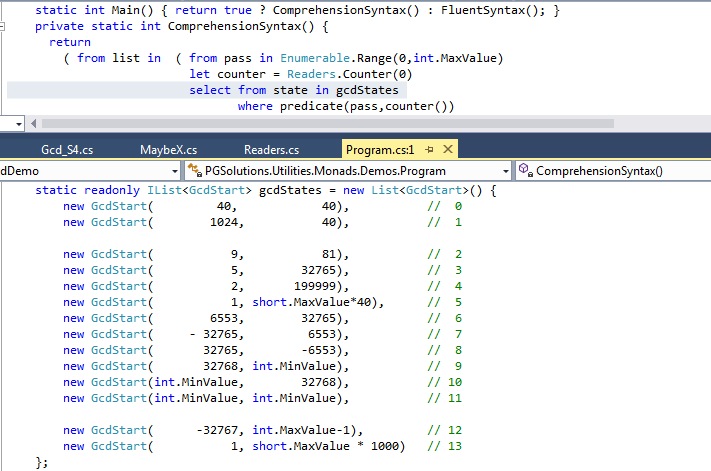 static int Main() { return true ? ComprehensionSyntax() : FluentSyntax(); }
private static int ComprehensionSyntax() {
return
( from list in  ( from pass in Enumerable.Range(0,int.MaxValue)
let counter = Readers.Counter(0)
select from state in gcdStates
where predicate(pass,counter())
Gcd_S4.cs MaybeX.cs Readers.cs Program.cs:1
dDemo PGSolutions.Utilities.Monads.Demos.Program ComprehensionSyntax()
static readonly IList<GcdStart> gcdStates = new List<GcdStart>() {
new GcdStart(        40,           40),          //  0
new GcdStart(      1024,           40),          //  1
new GcdStart(         9,           81),          //  2
new GcdStart(         5,        32765),          //  3
new GcdStart(         2,       199999),          //  4
new GcdStart(         1, short.MaxValue*40),     //  5
new GcdStart(      6553,        32765),          //  6
new GcdStart(   - 32765,         6553),          //  7
new GcdStart(     32765,        -6553),          //  8
new GcdStart(     32768, int.MinValue),          //  9
new GcdStart(int.MinValue,        32768),          // 10
new GcdStart(int.MinValue, int.MinValue),          // 11
new GcdStart(    -32767, int.MaxValue-1),        // 12
new GcdStart(         1, short.MaxValue * 1000)  // 13
};